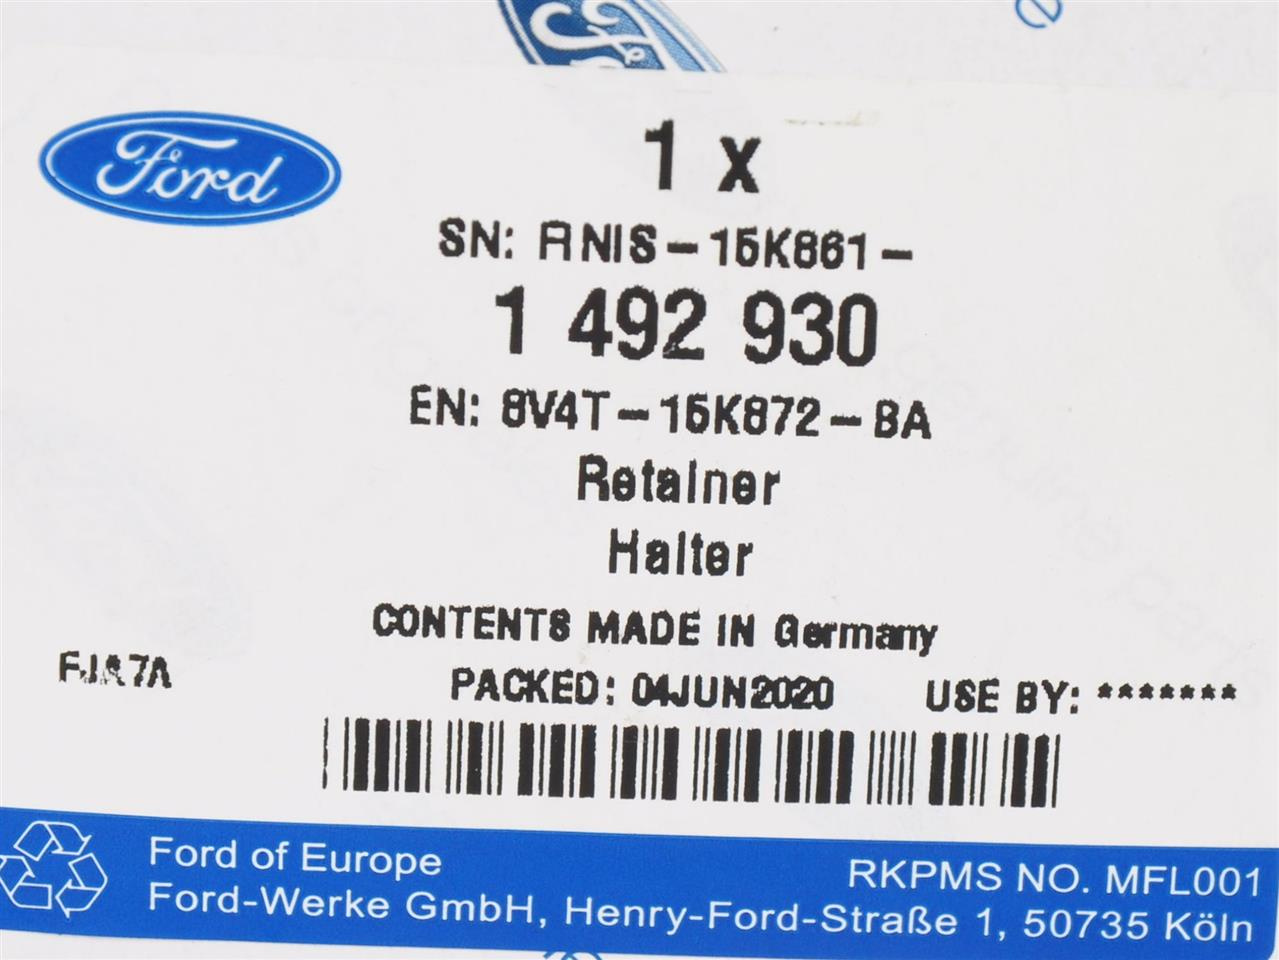 Ford
1 x
SN: RNIS-15K861-
1 492 930
EN: 8V4T-15K872-BA
Retainer
Halter
CONTENTS MADE IN Germany
FJA7A
PACKED: 04JUN2020
USE BY: *******
Ford of Europe
RKPMS NO. MFL001
Ford-Werke GmbH, Henry-Ford-Straße 1, 50735 Köln